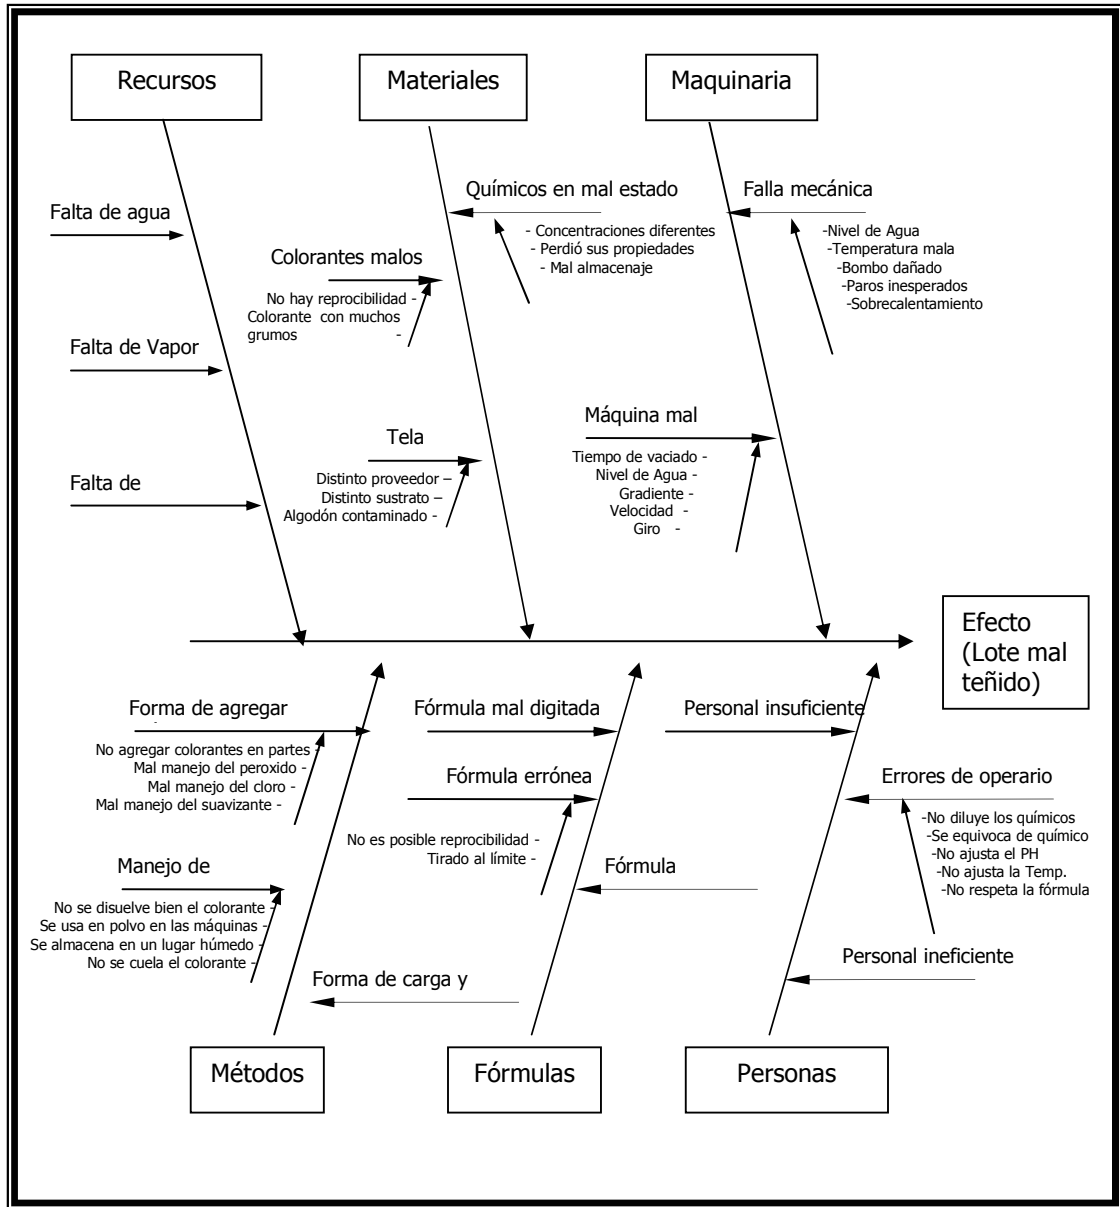 Recursos
Materiales
Maquinaria
Falta de agua
Falta de Vapor
Falta de
Químicos en mal estado
- Concentraciones diferentes
- Perdió sus propiedades
- Mal almacenaje
Colorantes malos
No hay reprocibilidad -
Colorante con muchos
grumos -
Tela
Distinto proveedor –
Distinto sustrato –
Algodón contaminado -
Falla mecánica
-Nivel de Agua
-Temperatura mala
-Bombo dañado
-Paros inesperados
-Sobrecalentamiento
Máquina mal
Tiempo de vaciado -
Nivel de Agua -
Gradiente -
Velocidad -
Giro -
Efecto
(Lote mal
teñido)
Forma de agregar
No agregar colorantes en partes -
Mal manejo del peroxido -
Mal manejo del cloro -
Mal manejo del suavizante -
Manejo de
No se disuelve bien el colorante -
Se usa en polvo en las máquinas -
Se almacena en un lugar húmedo -
No se cuela el colorante -
Forma de carga y
Fórmula mal digitada
Fórmula errónea
No es posible reprocibilidad -
Tirado al límite -
Fórmula
Personal insuficiente
Errores de operario
-No diluye los químicos
-Se equivoca de químico
-No ajusta el PH
-No ajusta la Temp.
-No respeta la fórmula
Personal ineficiente
Métodos
Fórmulas
Personas